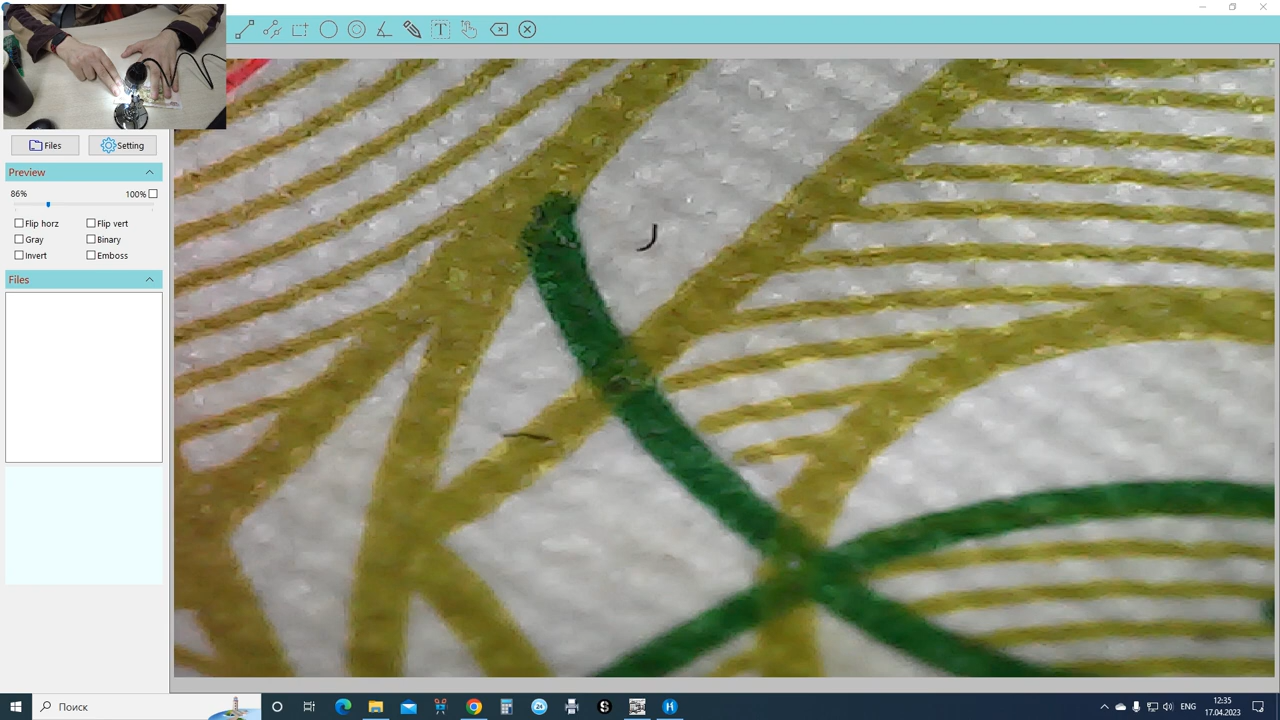 Files
Setting
Preview
86%
100%
Flip horz
Flip vert
Gray
Binary
Invert
Emboss
Files
Поиск
ENG
12:35
17.04.2023